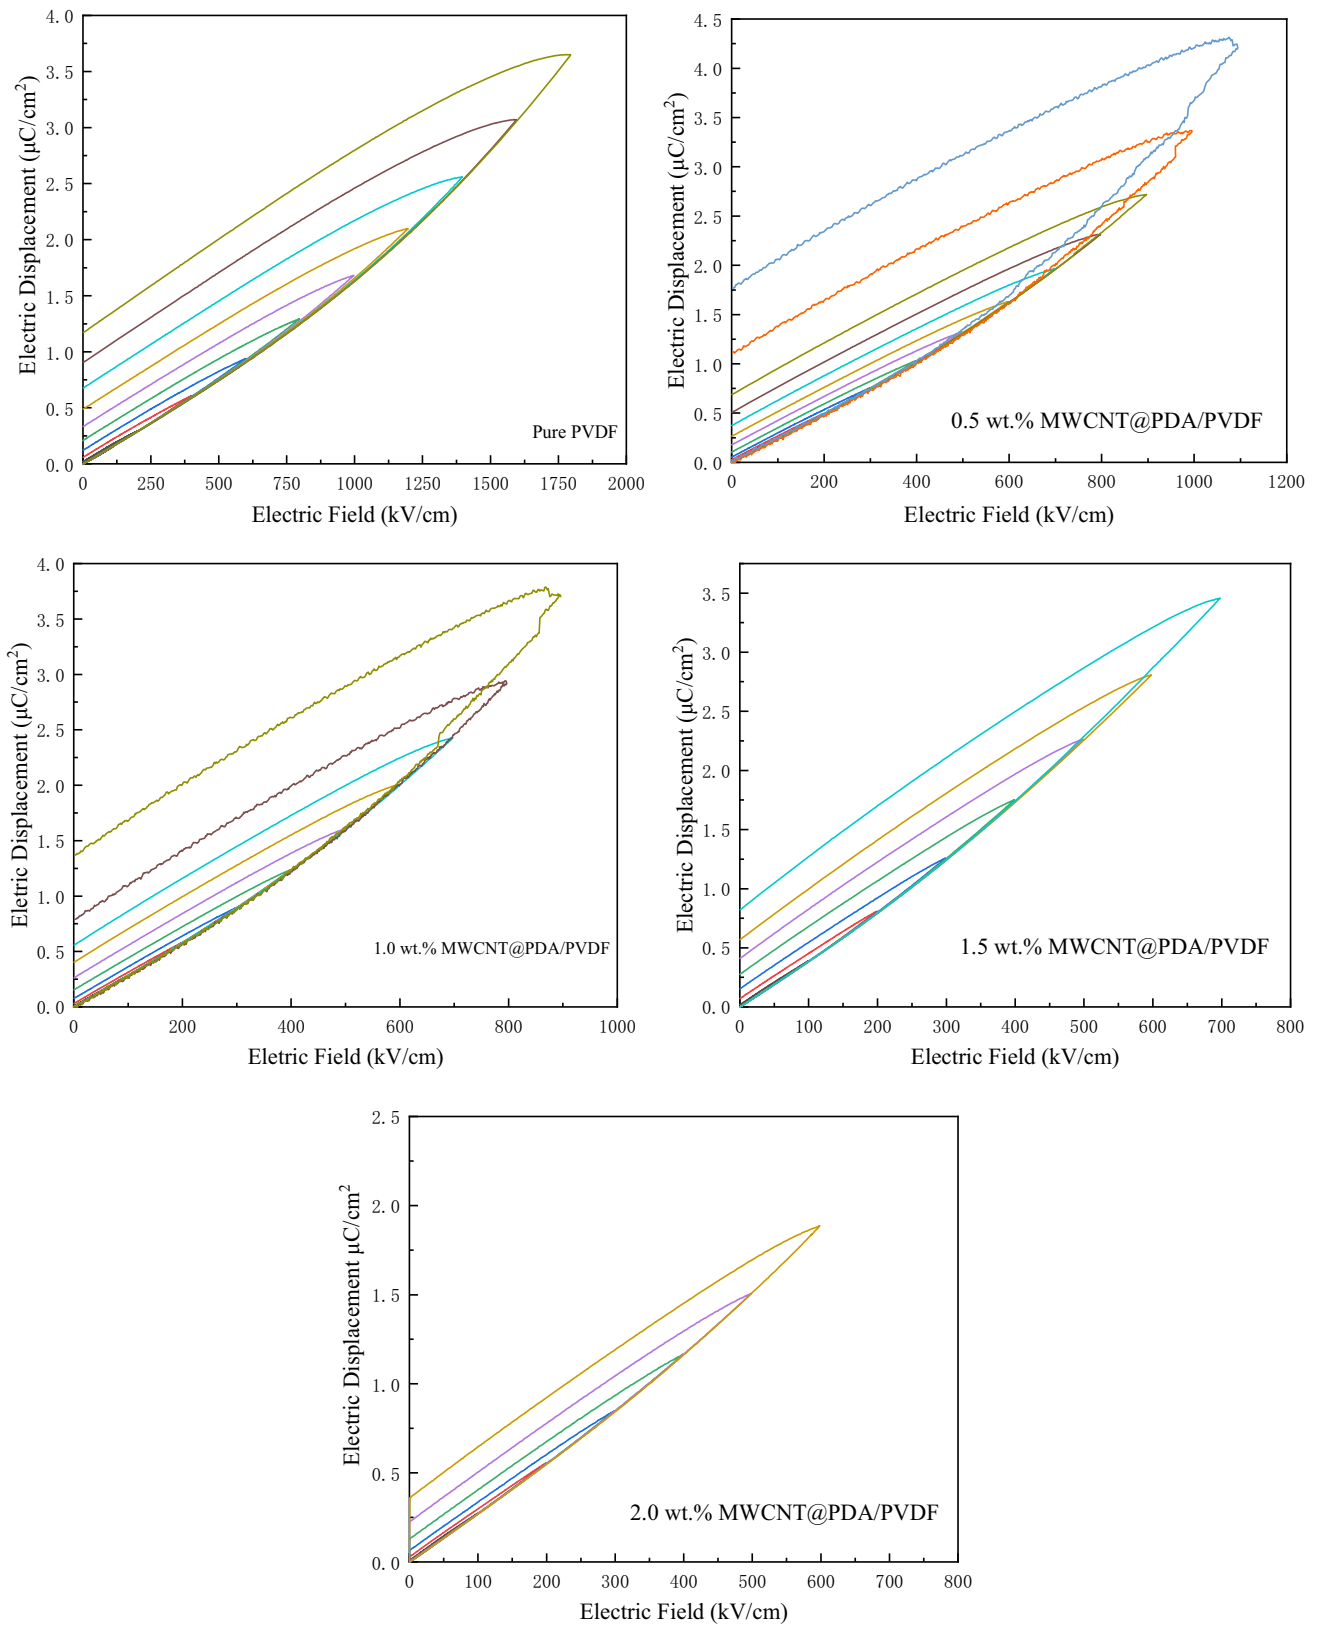 Electric Displacement (μC/cm²)
4.0
3.5
3.0
2.5
2.0
1.5
1.0
0.5
0.0
Pure PVDF
0 250 500 750 1000 1250 1500 1750 2000
Electric Field (kV/cm)
Electric Displacement (μC/cm²)
4.5
4.0
3.5
3.0
2.5
2.0
1.5
1.0
0.5
0.0
0.5 wt.% MWCNT@PDA/PVDF
0 200 400 600 800 1000 1200
Electric Field (kV/cm)
Eletric Displacement (μC/cm²)
4.0
3.5
3.0
2.5
2.0
1.5
1.0
0.5
0.0
1.0 wt.% MWCNT@PDA/PVDF
0 200 400 600 800 1000
Eletric Field (kV/cm)
Electric Displacement (μC/cm²)
3.5
3.0
2.5
2.0
1.5
1.0
0.5
0.0
1.5 wt.% MWCNT@PDA/PVDF
0 100 200 300 400 500 600 700 800
Electric Field (kV/cm)
Electric Displacement μC/cm²
2.5
2.0
1.5
1.0
0.5
0.0
2.0 wt.% MWCNT@PDA/PVDF
0 100 200 300 400 500 600 700 800
Electric Field (kV/cm)